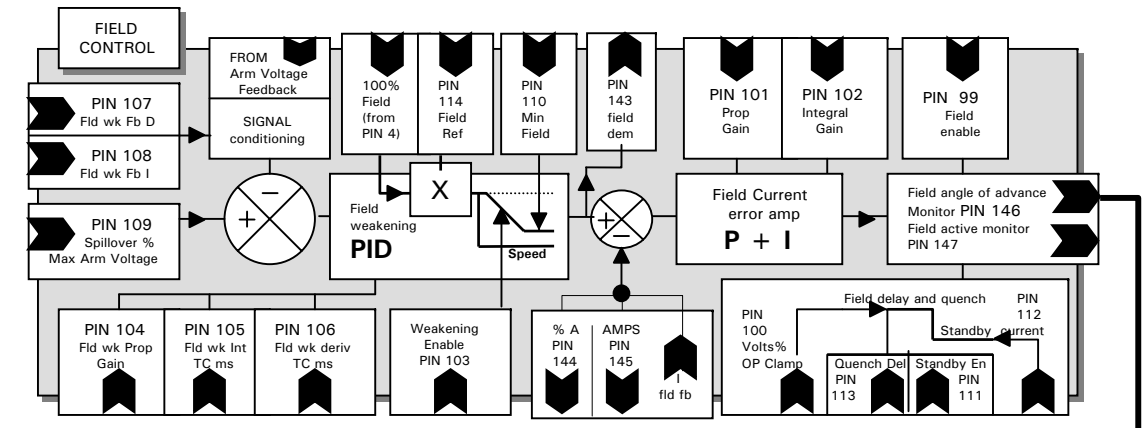 FIELD
CONTROL
FROM
Arm Voltage
Feedback
SIGNAL
conditioning
100%
Field
(from
PIN 4)
PIN
114
Field
Ref
PIN
110
Min
Field
PIN
143
field
dem
PIN 101
Prop
Gain
PIN 102
Integral
Gain
PIN 99
Field
enable
PIN 107
Fld wk Fb D
PIN 108
Fld wk Fb I
PIN 109
Spillover %
Max Arm Voltage
−
+
Field
weakening
PID
X
Speed
+
−
Field Current
error amp
P + I
Field angle of advance
Monitor PIN 146
Field active monitor
PIN 147
PIN 104
Fld wk Prop
Gain
PIN 105
Fld wk Int
TC ms
PIN 106
Fld wk deriv
TC ms
Weakening
Enable
PIN 103
% A
PIN
144
AMPS
PIN
145
I
fld fb
Field delay and quench
PIN
100
Volts%
OP Clamp
PIN
112
Standby current
Quench Del
PIN
113
Standby En
PIN
111